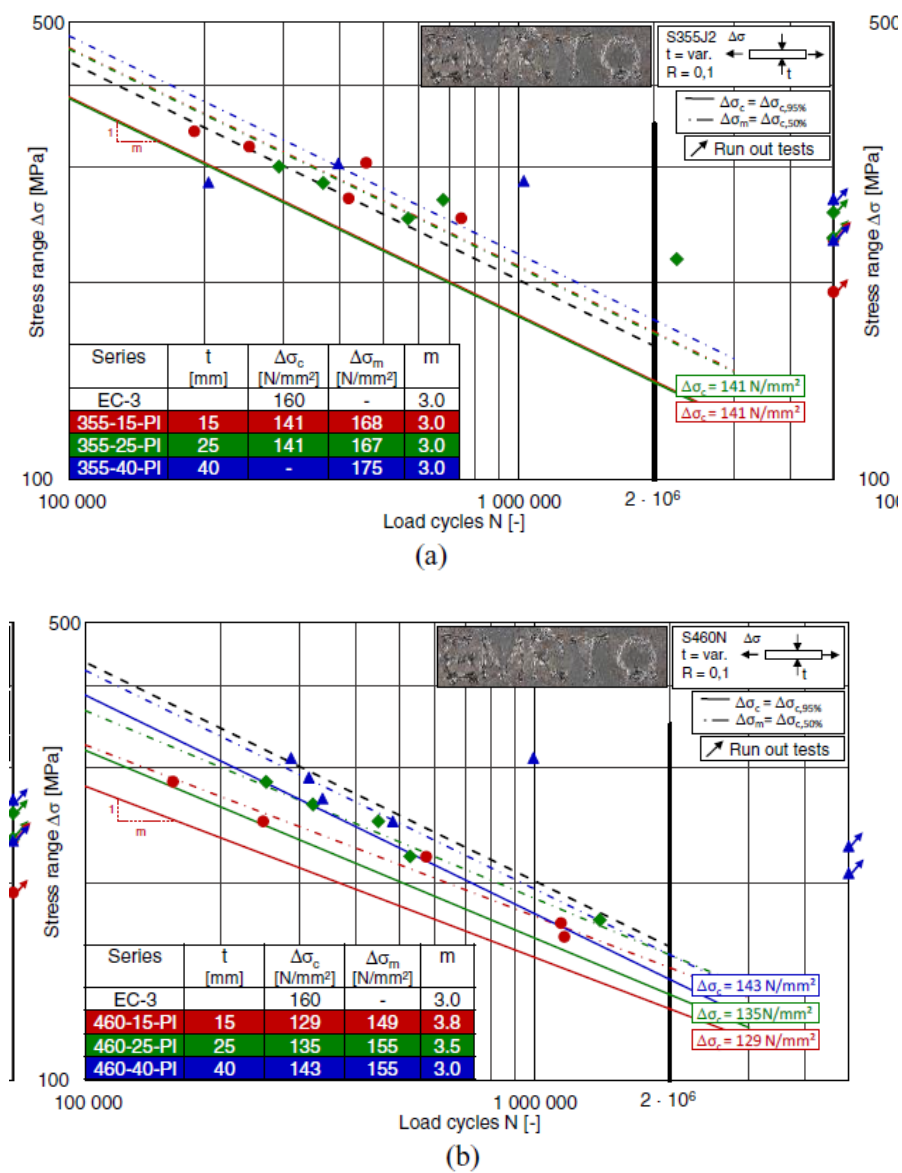 500
500
S355J2 Δσ
t = var.
R = 0,1
t
Δσc = Δσc,95%
Δσm= Δσc,50%
Run out tests
1
m
Stress range Δσ [MPa]
Stress range Δσ [MPa]
Series t Δσc Δσm m
[mm] [N/mm²] [N/mm²]
EC-3 160 - 3.0
355-15-PI 15 141 168 3.0
355-25-PI 25 141 167 3.0
355-40-PI 40 - 175 3.0
Δσc = 141 N/mm²
Δσc = 141 N/mm²
100
100
100 000 1 000 000 2 · 10⁶
Load cycles N [-]
(a)
500
S460N Δσ
t = var.
R = 0,1
t
Δσc = Δσc,95%
Δσm= Δσc,50%
Run out tests
1
m
Stress range Δσ [MPa]
Series t Δσc Δσm m
[mm] [N/mm²] [N/mm²]
EC-3 160 - 3.0
460-15-PI 15 129 149 3.8
460-25-PI 25 135 155 3.5
460-40-PI 40 143 155 3.0
Δσc = 143 N/mm²
Δσc = 135N/mm²
Δσc = 129 N/mm²
100
100 000 1 000 000 2 · 10⁶
Load cycles N [-]
(b)